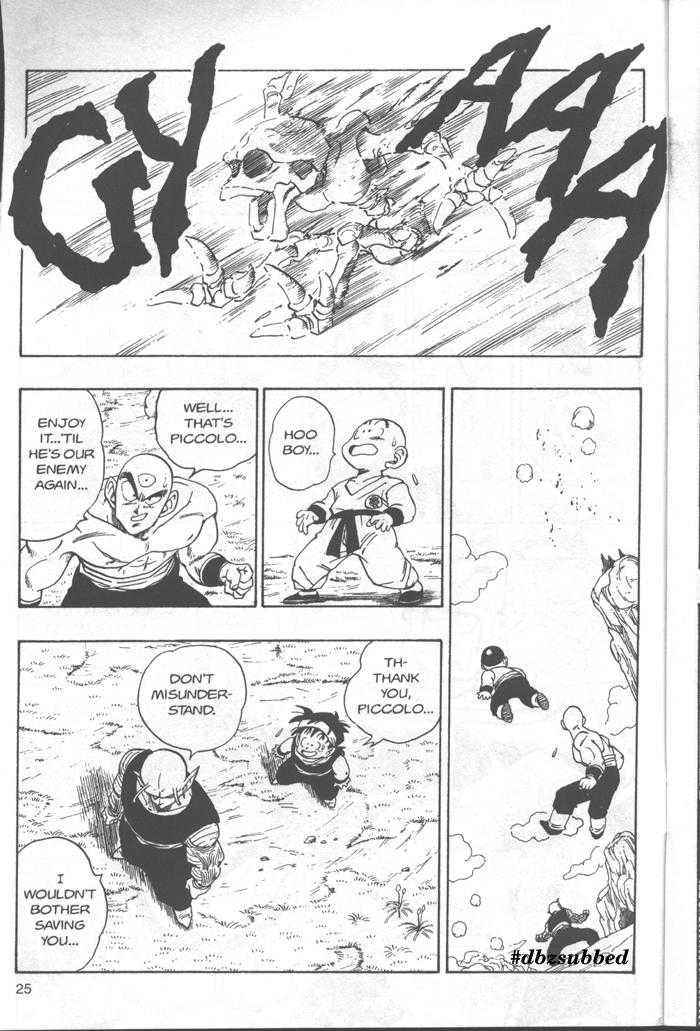 GYAAA
WELL...
THAT'S
PICCOLO...
ENJOY
IT...'TIL
HE'S OUR
ENEMY
AGAIN...
HOO
BOY...
TH-
THANK
YOU,
PICCOLO...
DON'T
MISUNDER-
STAND.
I
WOULDN'T
BOTHER
SAVING
YOU...
#dbzsubbed
25